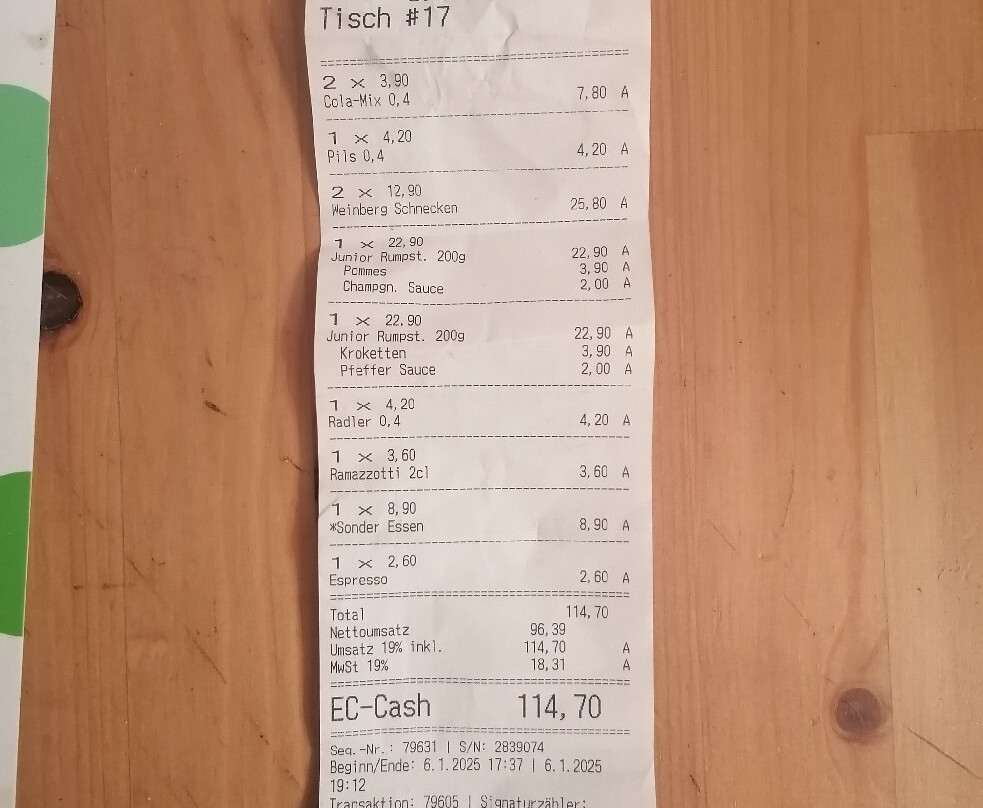 Tisch #17
2 x 3,90
Cola-Mix 0,4 7,80 A
1 x 4,20
Pils 0,4 4,20 A
2 x 12,90
Weinberg Schnecken 25,80 A
1 x 22,90
Junior Rumpst. 200g 22,90 A
Pommes 3,90 A
Champgn. Sauce 2,00 A
1 x 22,90
Junior Rumpst. 200g 22,90 A
Kroketten 3,90 A
Pfeffer Sauce 2,00 A
1 x 4,20
Radler 0,4 4,20 A
1 x 3,60
Ramazzotti 2cl 3,60 A
1 x 8,90
*Sonder Essen 8,90 A
1 x 2,60
Espresso 2,60 A
Total 114,70
Nettoumsatz 96,39
Umsatz 19% inkl. 114,70 A
MwSt 19% 18,31 A
EC-Cash 114,70
Seq.-Nr.: 79631 | S/N: 2839074
Beginn/Ende: 6.1.2025 17:37 | 6.1.2025
19:12
Transaktion: 79605 | Signaturzähler: